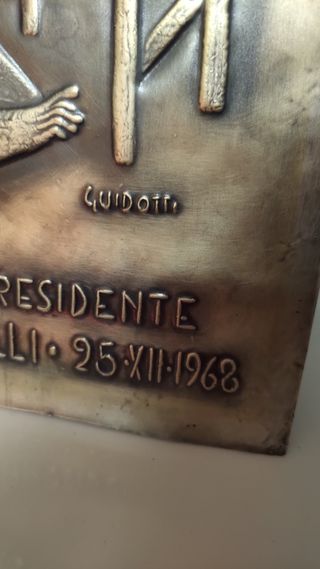 GUIDOTTI
RESIDENTE
LLI · 25·XII·1968